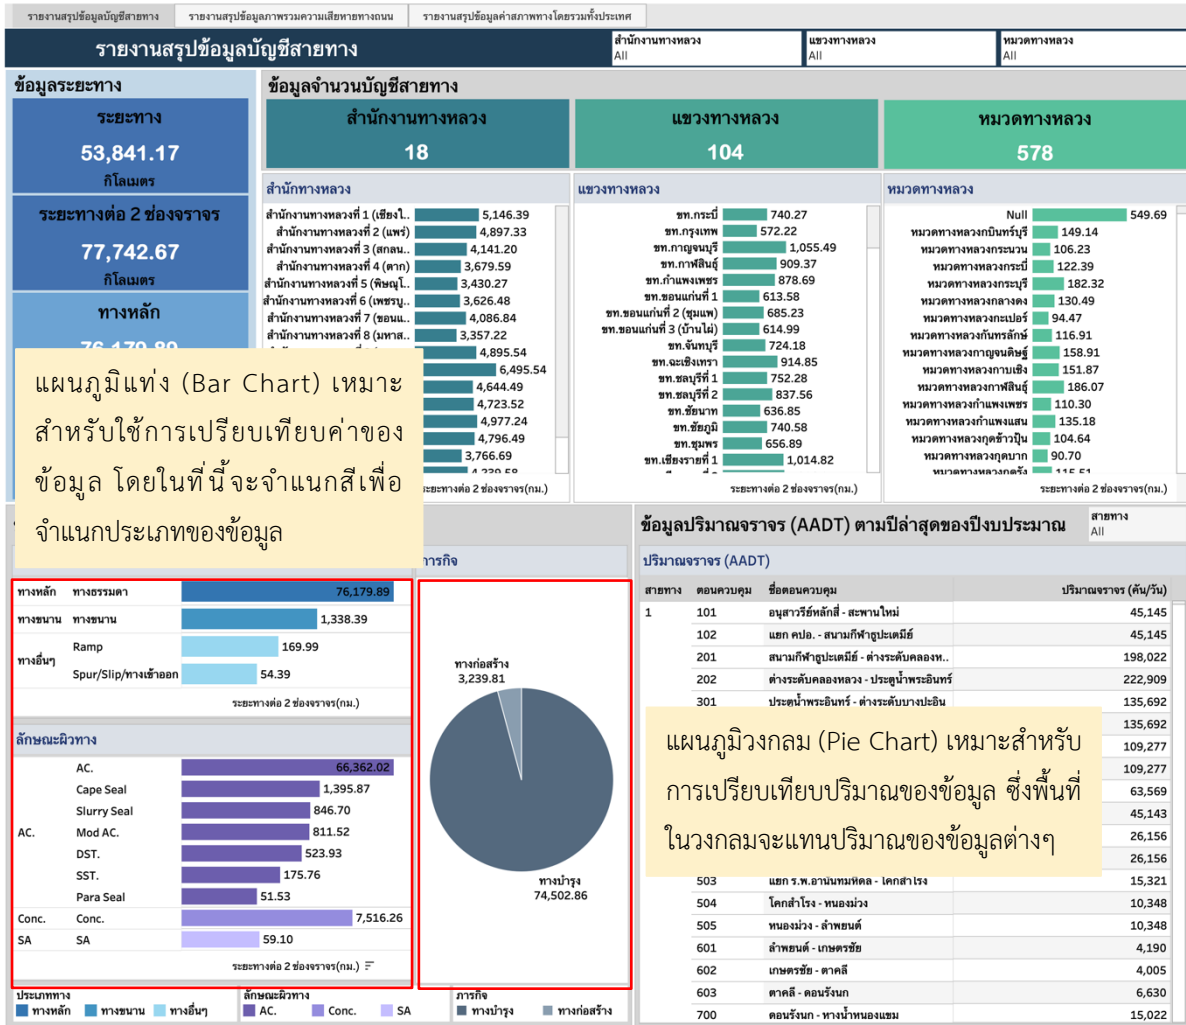 รายงานสรุปข้อมูลบัญชีสายทาง
รายงานสรุปข้อมูลภาพรวมความเสียหายทางถนน
รายงานสรุปข้อมูลค่าสภาพทางโดยรวมทั้งประเทศ
รายงานสรุปข้อมูลบัญชีสายทาง
สำนักงานทางหลวง
All
แขวงทางหลวง
All
หมวดทางหลวง
All
ข้อมูลระยะทาง
ระยะทาง
53,841.17
กิโลเมตร
ระยะทางต่อ 2 ช่องจราจร
77,742.67
กิโลเมตร
ทางหลัก
76,179.89
ข้อมูลจำนวนบัญชีสายทาง
สำนักงานทางหลวง
18
แขวงทางหลวง
104
หมวดทางหลวง
578
สำนักทางหลวง
สำนักงานทางหลวงที่ 1 (เชียงใ.. 5,146.39
สำนักงานทางหลวงที่ 2 (แพร่) 4,897.33
สำนักงานทางหลวงที่ 3 (สกลน.. 4,141.20
สำนักงานทางหลวงที่ 4 (ตาก) 3,679.59
สำนักงานทางหลวงที่ 5 (พิษณุโ.. 3,430.27
สำนักงานทางหลวงที่ 6 (เพชรบู.. 3,626.48
สำนักงานทางหลวงที่ 7 (ขอนแ.. 4,086.84
สำนักงานทางหลวงที่ 8 (มหาส.. 3,357.22
4,895.54
6,495.54
4,644.49
4,723.52
4,977.24
4,796.49
3,766.69
4,239.58
ระยะทางต่อ 2 ช่องจราจร(กม.)
แขวงทางหลวง
ขท.กระบี่ 740.27
ขท.กรุงเทพ 572.22
ขท.กาญจนบุรี 1,055.49
ขท.กาฬสินธุ์ 909.37
ขท.กำแพงเพชร 878.69
ขท.ขอนแก่นที่ 1 613.58
ขท.ขอนแก่นที่ 2 (ชุมแพ) 685.23
ขท.ขอนแก่นที่ 3 (บ้านไผ่) 614.99
ขท.จันทบุรี 724.18
ขท.ฉะเชิงเทรา 914.85
ขท.ชลบุรีที่ 1 752.28
ขท.ชลบุรีที่ 2 837.56
ขท.ชัยนาท 636.85
ขท.ชัยภูมิ 740.58
ขท.ชุมพร 656.89
ขท.เชียงรายที่ 1 1,014.82
ระยะทางต่อ 2 ช่องจราจร(กม.)
หมวดทางหลวง
Null 549.69
หมวดทางหลวงกบินทร์บุรี 149.14
หมวดทางหลวงกระนวน 106.23
หมวดทางหลวงกระบี่ 122.39
หมวดทางหลวงกระบุรี 182.32
หมวดทางหลวงกลางดง 130.49
หมวดทางหลวงกะเปอร์ 94.47
หมวดทางหลวงกันทรลักษ์ 116.91
หมวดทางหลวงกาญจนดิษฐ์ 158.91
หมวดทางหลวงกาบเชิง 151.87
หมวดทางหลวงกาฬสินธุ์ 186.07
หมวดทางหลวงกำแพงเพชร 110.30
หมวดทางหลวงกำแพงแสน 135.18
หมวดทางหลวงกุดข้าวปุ้น 104.64
หมวดทางหลวงกุดบาก 90.70
หมวดทางหลวงกุดรัง 115.51
ระยะทางต่อ 2 ช่องจราจร(กม.)
แผนภูมิแท่ง (Bar Chart) เหมาะ
สำหรับใช้การเปรียบเทียบค่าของ
ข้อมูล โดยในที่นี้จะจำแนกสีเพื่อ
จำแนกประเภทของข้อมูล
ทางหลัก ทางธรรมดา 76,179.89
ทางขนาน ทางขนาน 1,338.39
ทางอื่นๆ Ramp 169.99
Spur/Slip/ทางเข้าออก 54.39
ระยะทางต่อ 2 ช่องจราจร(กม.)
ลักษณะผิวทาง
AC. AC. 66,362.02
Cape Seal 1,395.87
Slurry Seal 846.70
Mod AC. 811.52
DST. 523.93
SST. 175.76
Para Seal 51.53
Conc. Conc. 7,516.26
SA SA 59.10
ระยะทางต่อ 2 ช่องจราจร(กม.)
ภารกิจ
ทางก่อสร้าง
3,239.81
ทางบำรุง
74,502.86
ประเภททาง
ทางหลัก ทางขนาน ทางอื่นๆ
ลักษณะผิวทาง
AC. Conc. SA
ภารกิจ
ทางบำรุง ทางก่อสร้าง
ข้อมูลปริมาณจราจร (AADT) ตามปีล่าสุดของปีงบประมาณ
สายทาง
All
ปริมาณจราจร (AADT)
สายทาง ตอนควบคุม ชื่อตอนควบคุม ปริมาณจราจร (คัน/วัน)
1 101 อนุสาวรีย์หลักสี่ - สะพานใหม่ 45,145
102 แยก คปอ. - สนามกีฬาธูปะเตมีย์ 45,145
201 สนามกีฬาธูปะเตมีย์ - ต่างระดับคลองห.. 198,022
202 ต่างระดับคลองหลวง - ประตูน้ำพระอินทร์ 222,909
301 ประตูน้ำพระอินทร์ - ต่างระดับบางปะอิน 135,692
135,692
109,277
109,277
63,569
45,143
26,156
26,156
503 แยก ร.พ.อานันทมหิดล - โคกสำโรง 15,321
504 โคกสำโรง - หนองม่วง 10,348
505 หนองม่วง - ลำพยนต์ 10,348
601 ลำพยนต์ - เกษตรชัย 4,190
602 เกษตรชัย - ตาคลี 4,005
603 ตาคลี - ดอนรังนก 6,630
700 ดอนรังนก - ทางน้ำหนองแขม 15,022
แผนภูมิวงกลม (Pie Chart) เหมาะสำหรับ
การเปรียบเทียบปริมาณของข้อมูล ซึ่งพื้นที่
ในวงกลมจะแทนปริมาณของข้อมูลต่างๆ